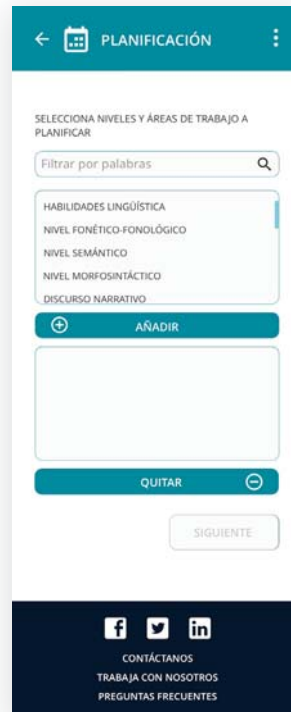 PLANIFICACIÓN
SELECCIONA NIVELES Y ÁREAS DE TRABAJO A
PLANIFICAR
Filtrar por palabras
HABILIDADES LINGÜÍSTICA
NIVEL FONÉTICO-FONOLÓGICO
NIVEL SEMÁNTICO
NIVEL MORFOSINTÁCTICO
DISCURSO NARRATIVO
AÑADIR
QUITAR
SIGUIENTE
CONTÁCTANOS
TRABAJA CON NOSOTROS
PREGUNTAS FRECUENTES